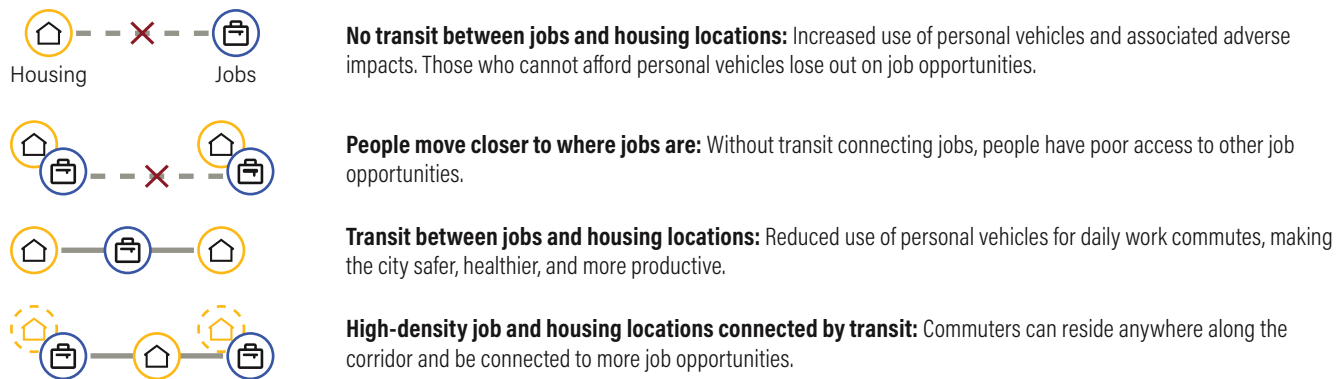 Housing
Jobs
No transit between jobs and housing locations: Increased use of personal vehicles and associated adverse
impacts. Those who cannot afford personal vehicles lose out on job opportunities.
People move closer to where jobs are: Without transit connecting jobs, people have poor access to other job
opportunities.
Transit between jobs and housing locations: Reduced use of personal vehicles for daily work commutes, making
the city safer, healthier, and more productive.
High-density job and housing locations connected by transit: Commuters can reside anywhere along the
corridor and be connected to more job opportunities.